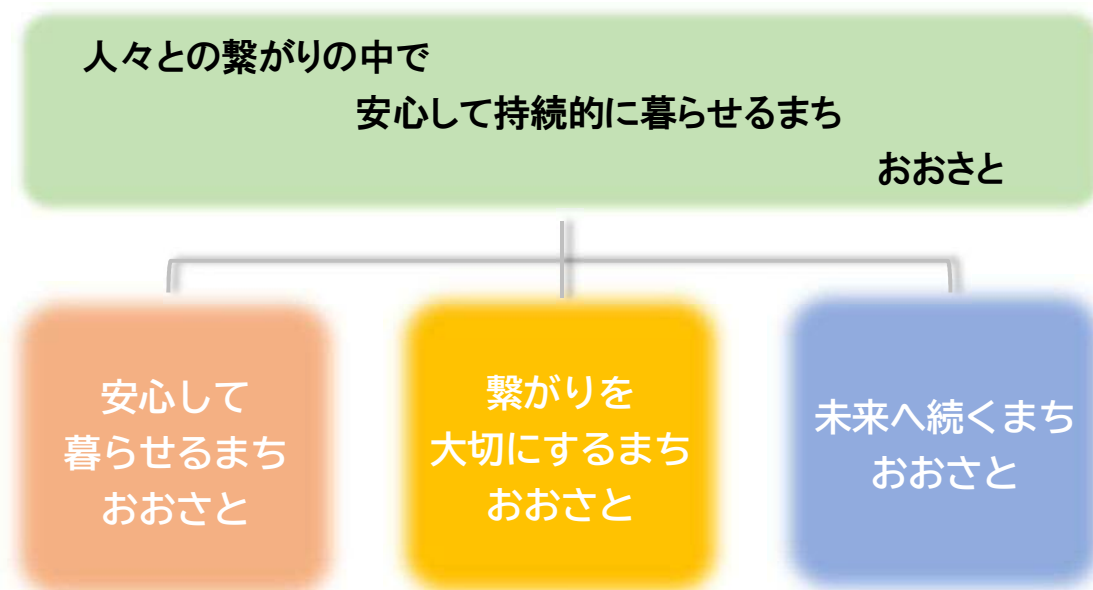 人々との繋がりの中で
安心して持続的に暮らせるまち
おおさと
安心して
暮らせるまち
おおさと
繋がりを
大切にするまち
おおさと
未来へ続くまち
おおさと